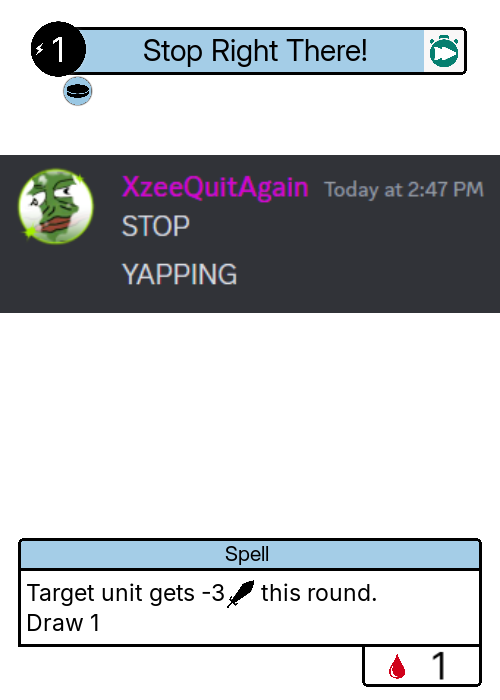 1 Stop Right There!
XzeeQuitAgain Today at 2:47 PM
STOP
YAPPING
Spell
Target unit gets -3 this round.
Draw 1
1